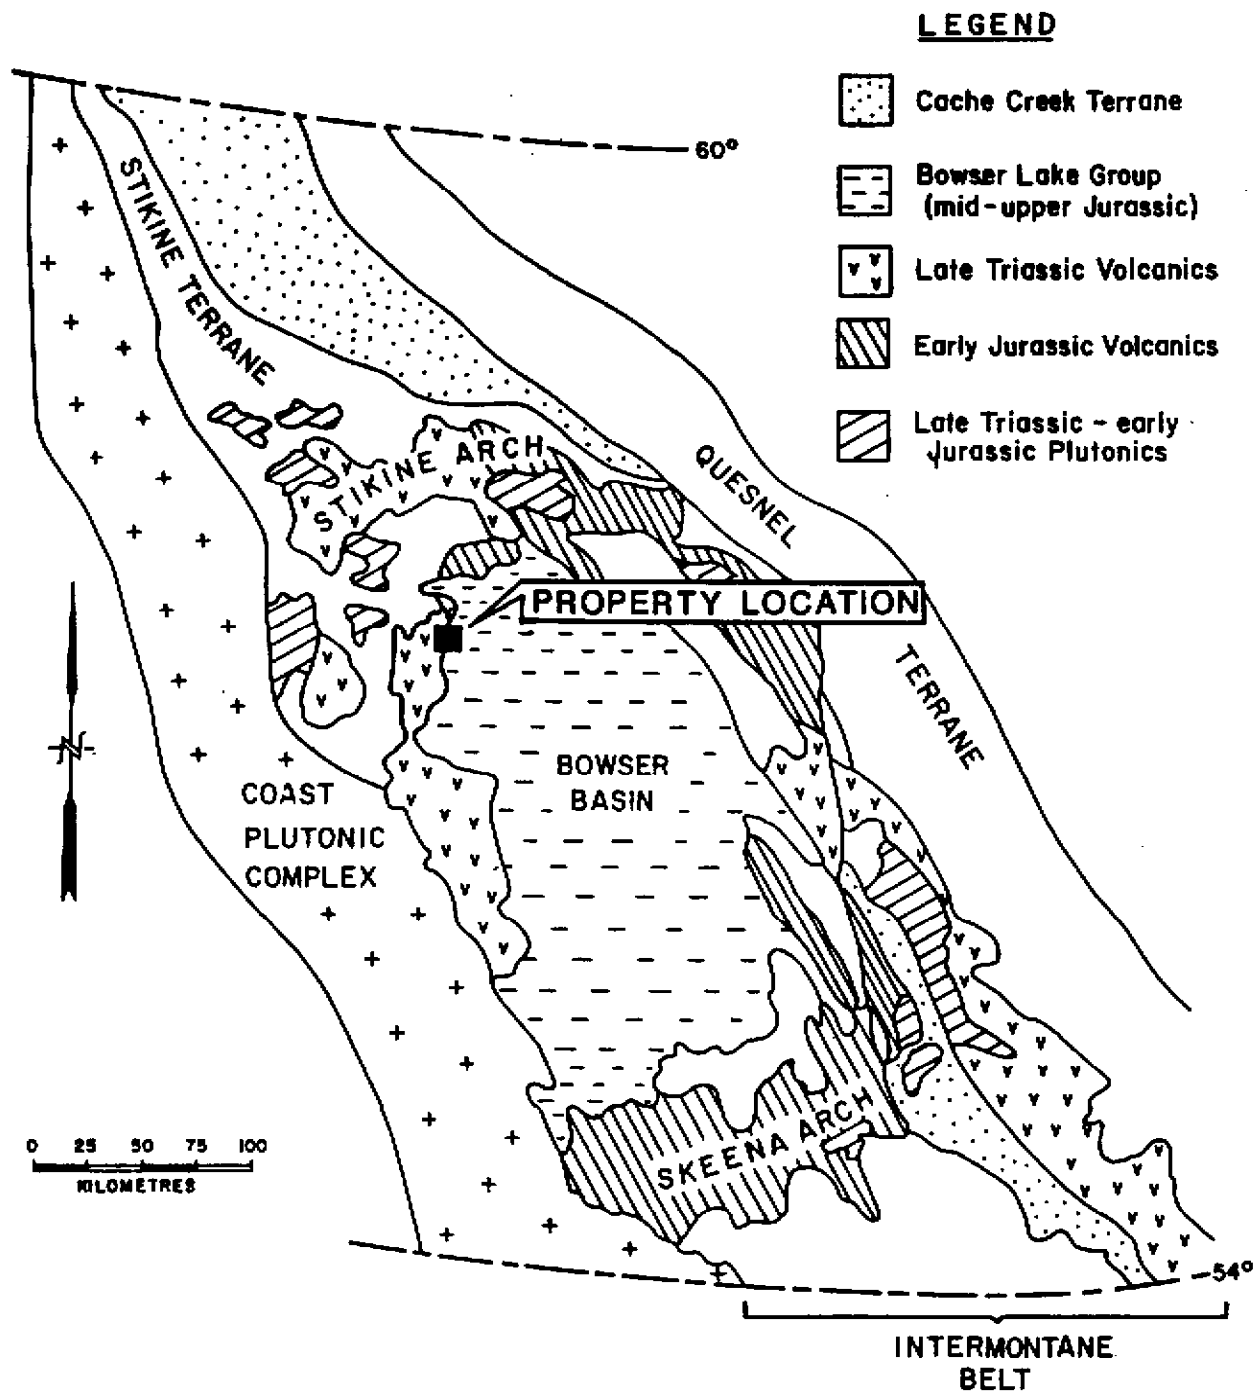 LEGEND
Cache Creek Terrane
Bowser Lake Group
(mid-upper Jurassic)
Late Triassic Volcanics
Early Jurassic Volcanics
Late Triassic - early
Jurassic Plutonics
60°
STIKINE TERRANE
STIKINE ARCH
QUESNEL
TERRANE
PROPERTY LOCATION
BOWSER
BASIN
COAST
PLUTONIC
COMPLEX
SKEENA ARCH
0 25 50 75 100
KILOMETRES
54°
INTERMONTANE
BELT